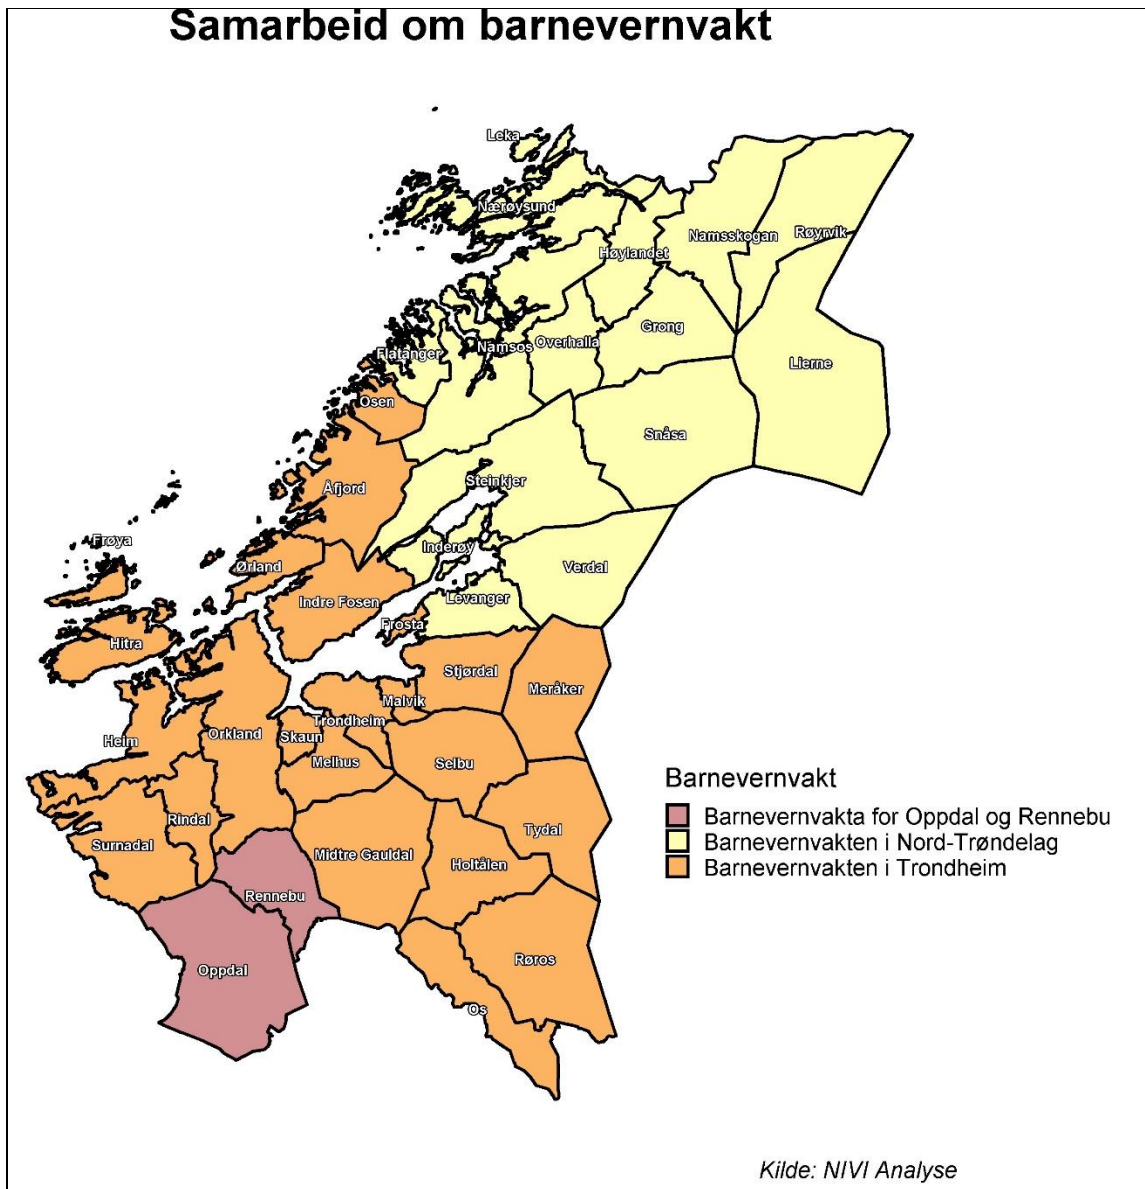 Samarbeid om barnevernvakt
Leka
Nærøysund
Namsskogan
Røyrvik
Høylandet
Grong
Overhalla
Namsos
Flatanger
Lierne
Osen
Snåsa
Steinkjer
Åfjord
Frøya
Inderøy
Verdal
Ørland
Indre Fosen
Levanger
Frosta
Hitra
Stjørdal
Meråker
Malvik
Trondheim
Heim
Orkland
Skaun
Melhus
Selbu
Rindal
Tydal
Surnadal
Midtre Gauldal
Holtålen
Rennebu
Oppdal
Røros
Os
Barnevernvakt
Barnevernvakta for Oppdal og Rennebu
Barnevernvakten i Nord-Trøndelag
Barnevernvakten i Trondheim
Kilde: NIVI Analyse